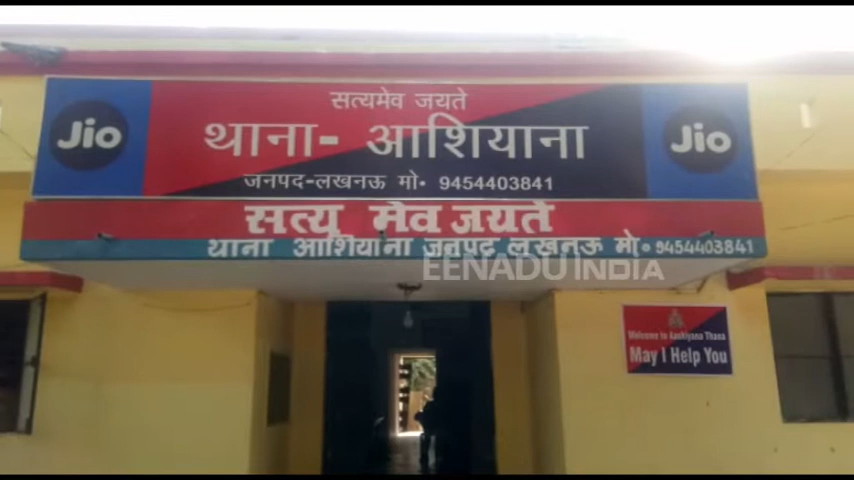 सत्यमेव जयते
Jio
थाना- आशियाना
Jio
जनपद-लखनऊ मो॰ 9454403841
सत्य मेव जयते
थाना आशियाना जनपद लखनऊ मो॰ 9454403841
EENADU INDIA
Welcome to Aashiyana Thana
May I Help You